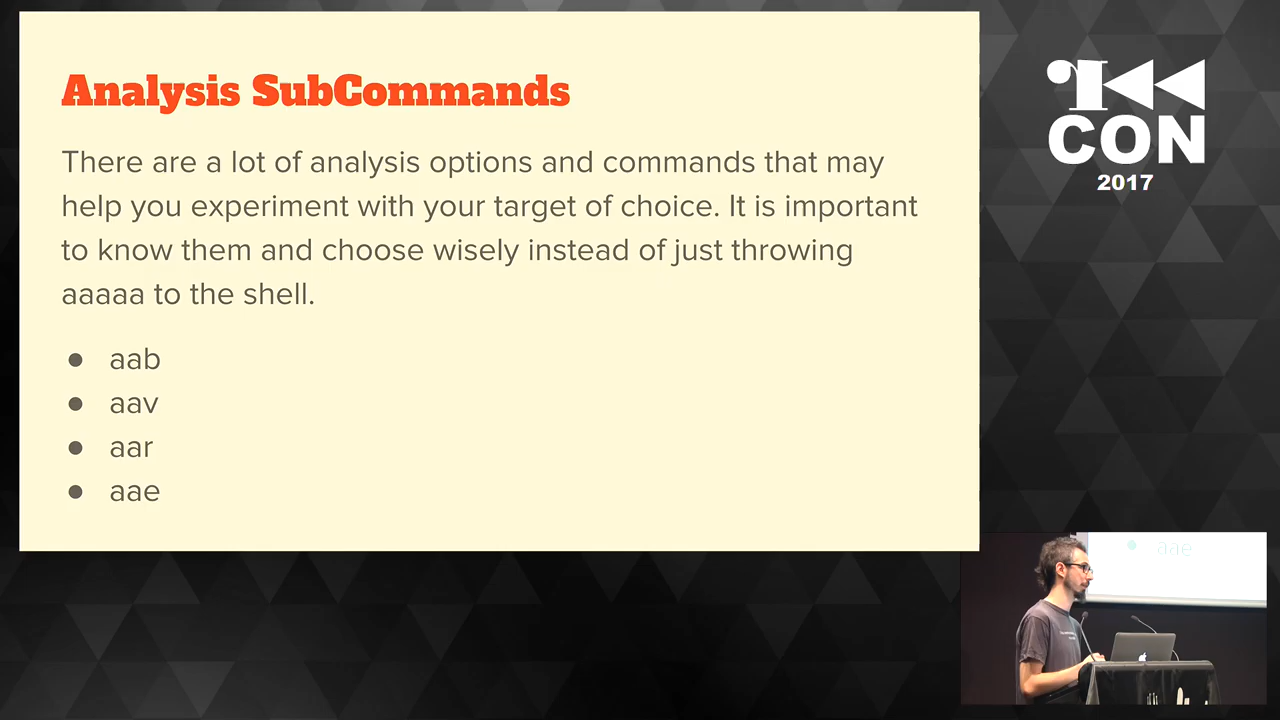 Analysis SubCommands
There are a lot of analysis options and commands that may
help you experiment with your target of choice. It is important
to know them and choose wisely instead of just throwing
aaaaa to the shell.
● aab
● aav
● aar
● aae
CON
2017
● aae